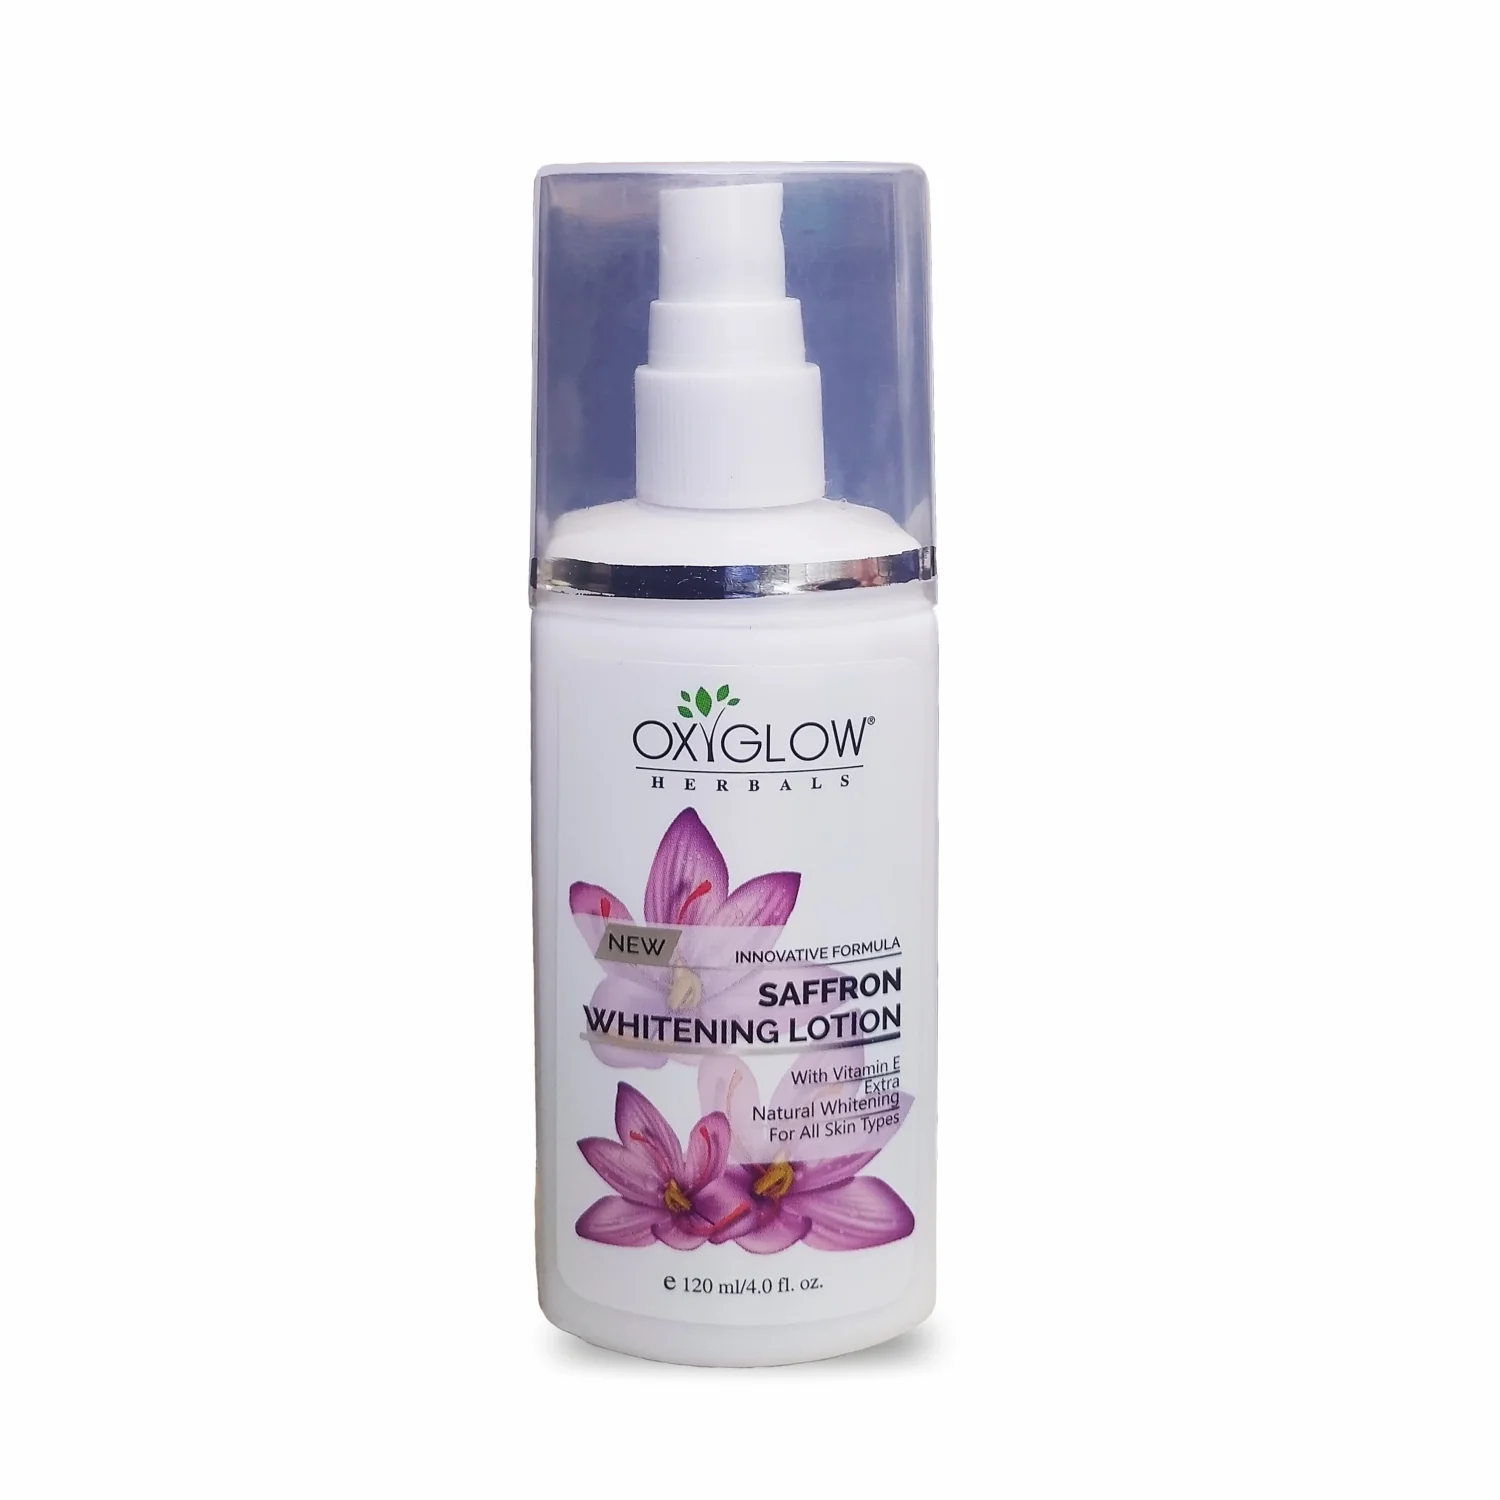 OXYGLOW®
HERBALS
NEW
INNOVATIVE FORMULA
SAFFRON
WHITENING LOTION
With Vitamin E
Extra
Natural Whitening
For All Skin Types
e 120 ml/4.0 fl. oz.